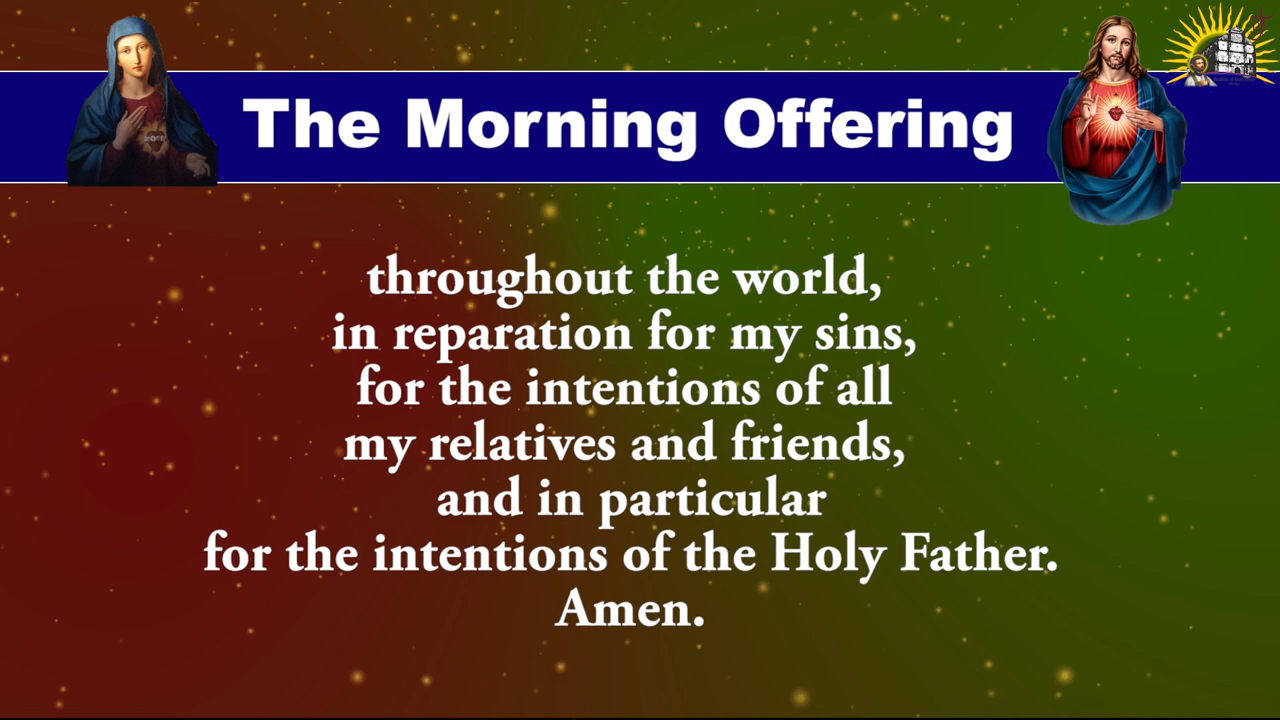 The Morning Offering
throughout the world,
in reparation for my sins,
for the intentions of all
my relatives and friends,
and in particular
for the intentions of the Holy Father.
Amen.